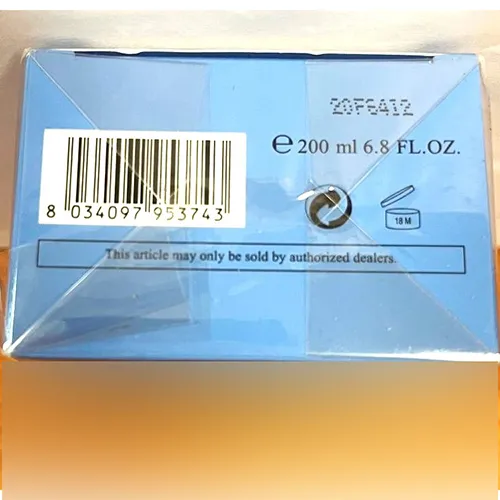 20F6412
℮ 200 ml 6.8 FL.OZ.
8 034097 953743
18 M
This article may only be sold by authorized dealers.